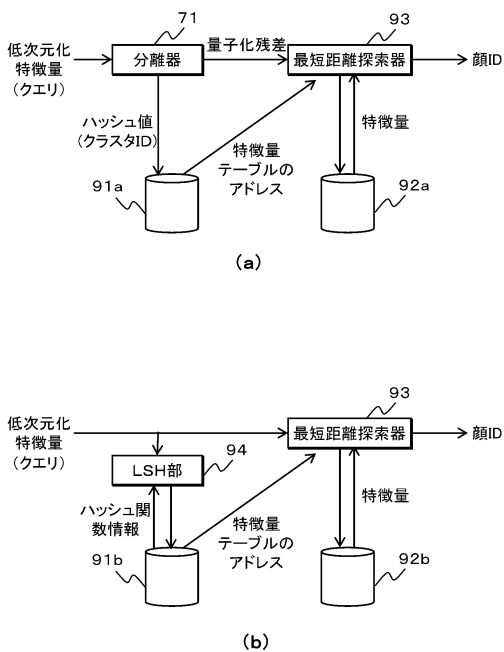 71
93
低次元化
特徴量
(クエリ)
分離器
量子化残差
最短距離探索器
顔ID
ハッシュ値
(クラスタID)
特徴量
テーブルの
アドレス
特徴量
91a
92a
(a)
93
低次元化
特徴量
(クエリ)
最短距離探索器
顔ID
LSH部
94
ハッシュ関
数情報
特徴量
テーブルの
アドレス
特徴量
91b
92b
(b)